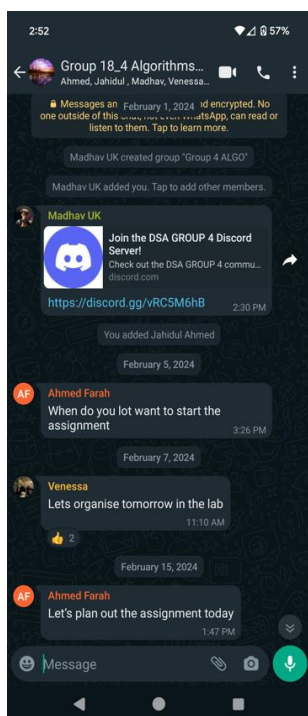 2:52
57%
Group 18_4 Algorithms...
Ahmed, Jahidul , Madhav, Venessa...
Messages an
February 1, 2024
d encrypted. No
one outside of this
WhatsApp, can read or
listen to them. Tap to learn more.
Madhav UK created group "Group 4 ALGO"
Madhav UK added you. Tap to add other members.
Madhav UK
Join the DSA GROUP 4 Discord
Server!
Check out the DSA GROUP 4 commu...
discord.com
https://discord.gg/vRC5M6hB
2:30 PM
You added Jahidul Ahmed
February 5, 2024
AF
Ahmed Farah
When do you lot want to start the
assignment
3:26 PM
February 7, 2024
Venessa
Lets organise tomorrow in the lab
11:10 AM
👍 2
February 15, 2024
AF
Ahmed Farah
Let's plan out the assignment today
1:47 PM
Message